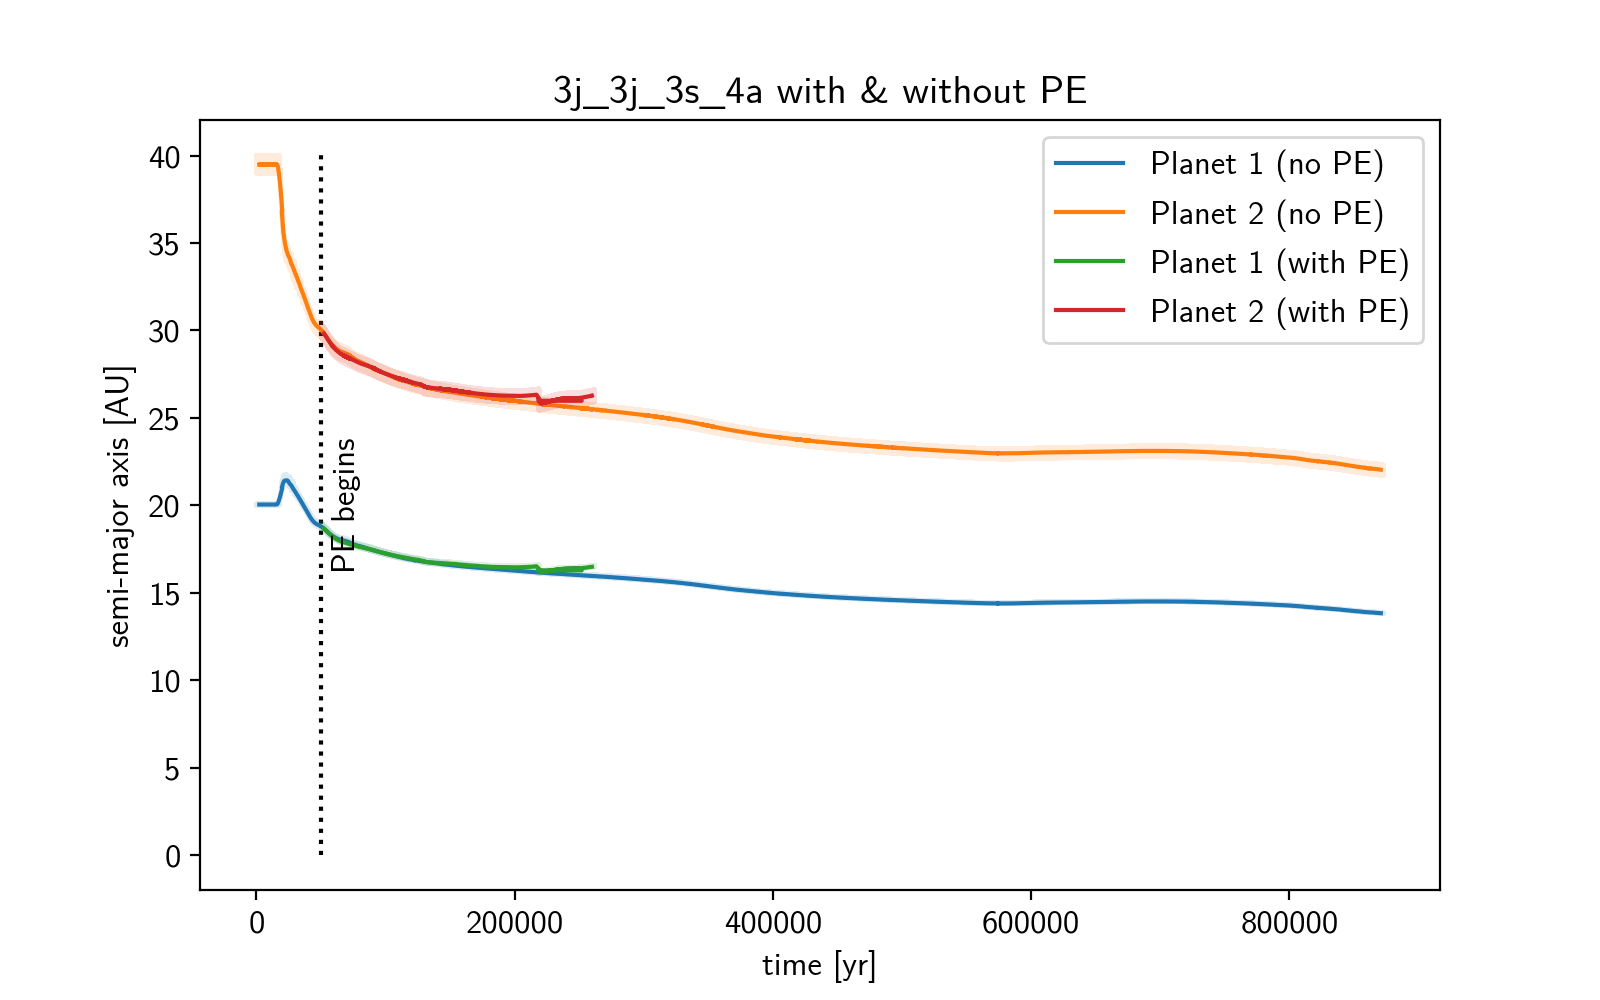 3j_3j_3s_4a with & without PE
Planet 1 (no PE)
Planet 2 (no PE)
Planet 1 (with PE)
Planet 2 (with PE)
40
35
30
25
20
15
10
5
0
semi-major axis [AU]
PE begins
0 200000 400000 600000 800000
time [yr]